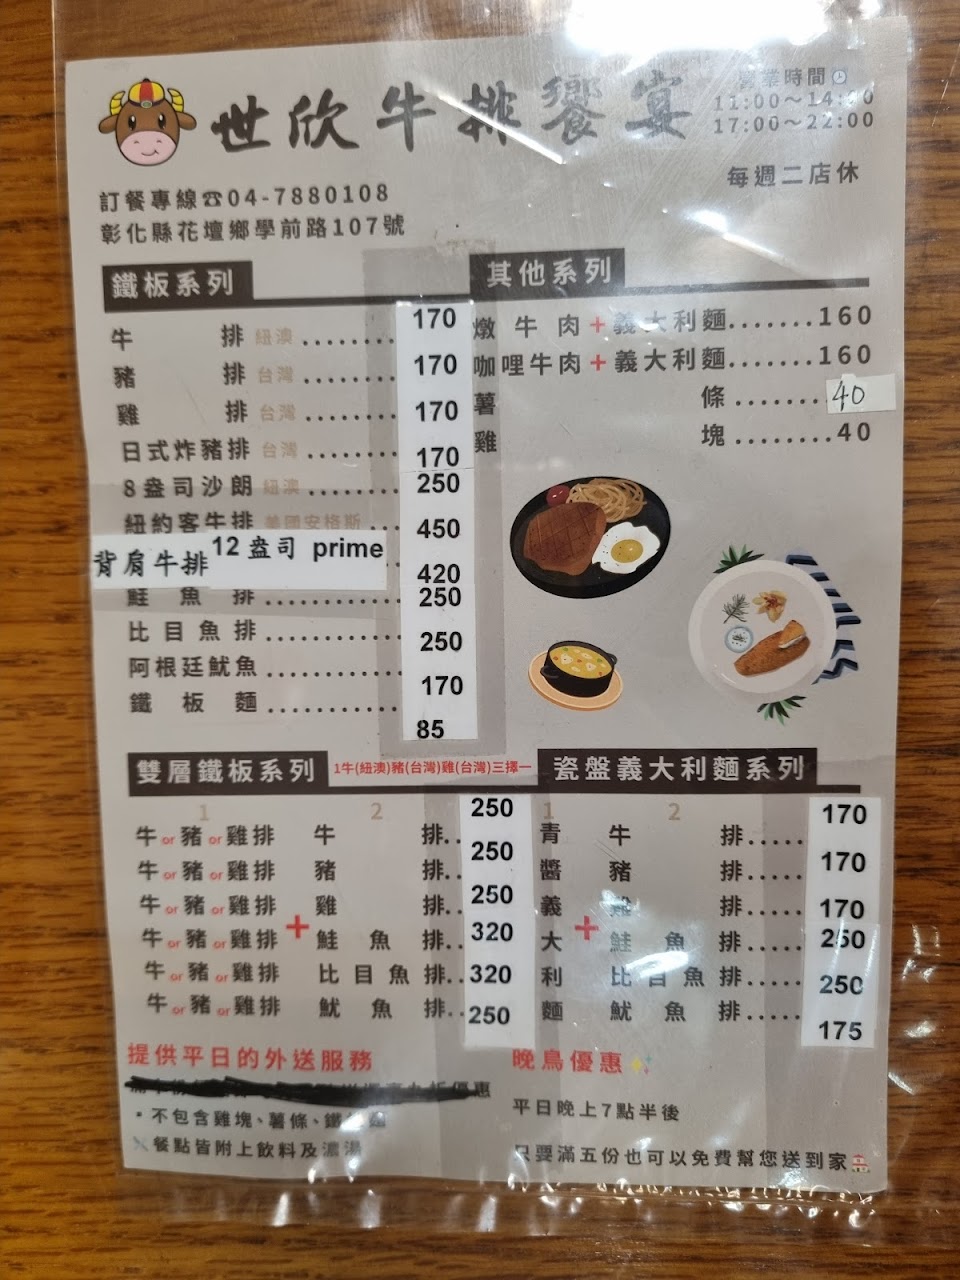 世欣牛排饗宴
營業時間
11:00～14:00
17:00～22:00
每週二店休
訂餐專線☎04-7880108
彰化縣花壇鄉學前路107號
鐵板系列
牛排 紐澳..........170
豬排 台灣..........170
雞排 台灣..........170
日式炸豬排 台灣..........170
8盎司沙朗 紐澳..........250
紐約客牛排 美國安格斯...450
背肩牛排 12盎司 prime 420
鮭魚排..............250
比目魚排..............250
阿根廷魷魚..............170
鐵板麵..............85
其他系列
燉牛肉+義大利麵.......160
咖哩牛肉+義大利麵.......160
薯條........40
雞塊........40
雙層鐵板系列
1牛(紐澳)豬(台灣)雞(台灣)三擇一
1 2
牛or豬or雞排 牛排..250
牛or豬or雞排 豬排..250
牛or豬or雞排 雞排..250
+
牛or豬or雞排 鮭魚排..320
牛or豬or雞排 比目魚排..320
牛or豬or雞排 魷魚排..250
瓷盤義大利麵系列
1 2
青醬義大利麵
+
牛排.....170
豬排.....170
雞排.....170
鮭魚排.....250
比目魚排.....250
魷魚排.....175
提供平日的外送服務
優惠
・不包含雞塊、薯條、鐵板麵
※餐點皆附上飲料及濃湯
晚鳥優惠
平日晚上7點半後
只要滿五份也可以免費幫您送到家